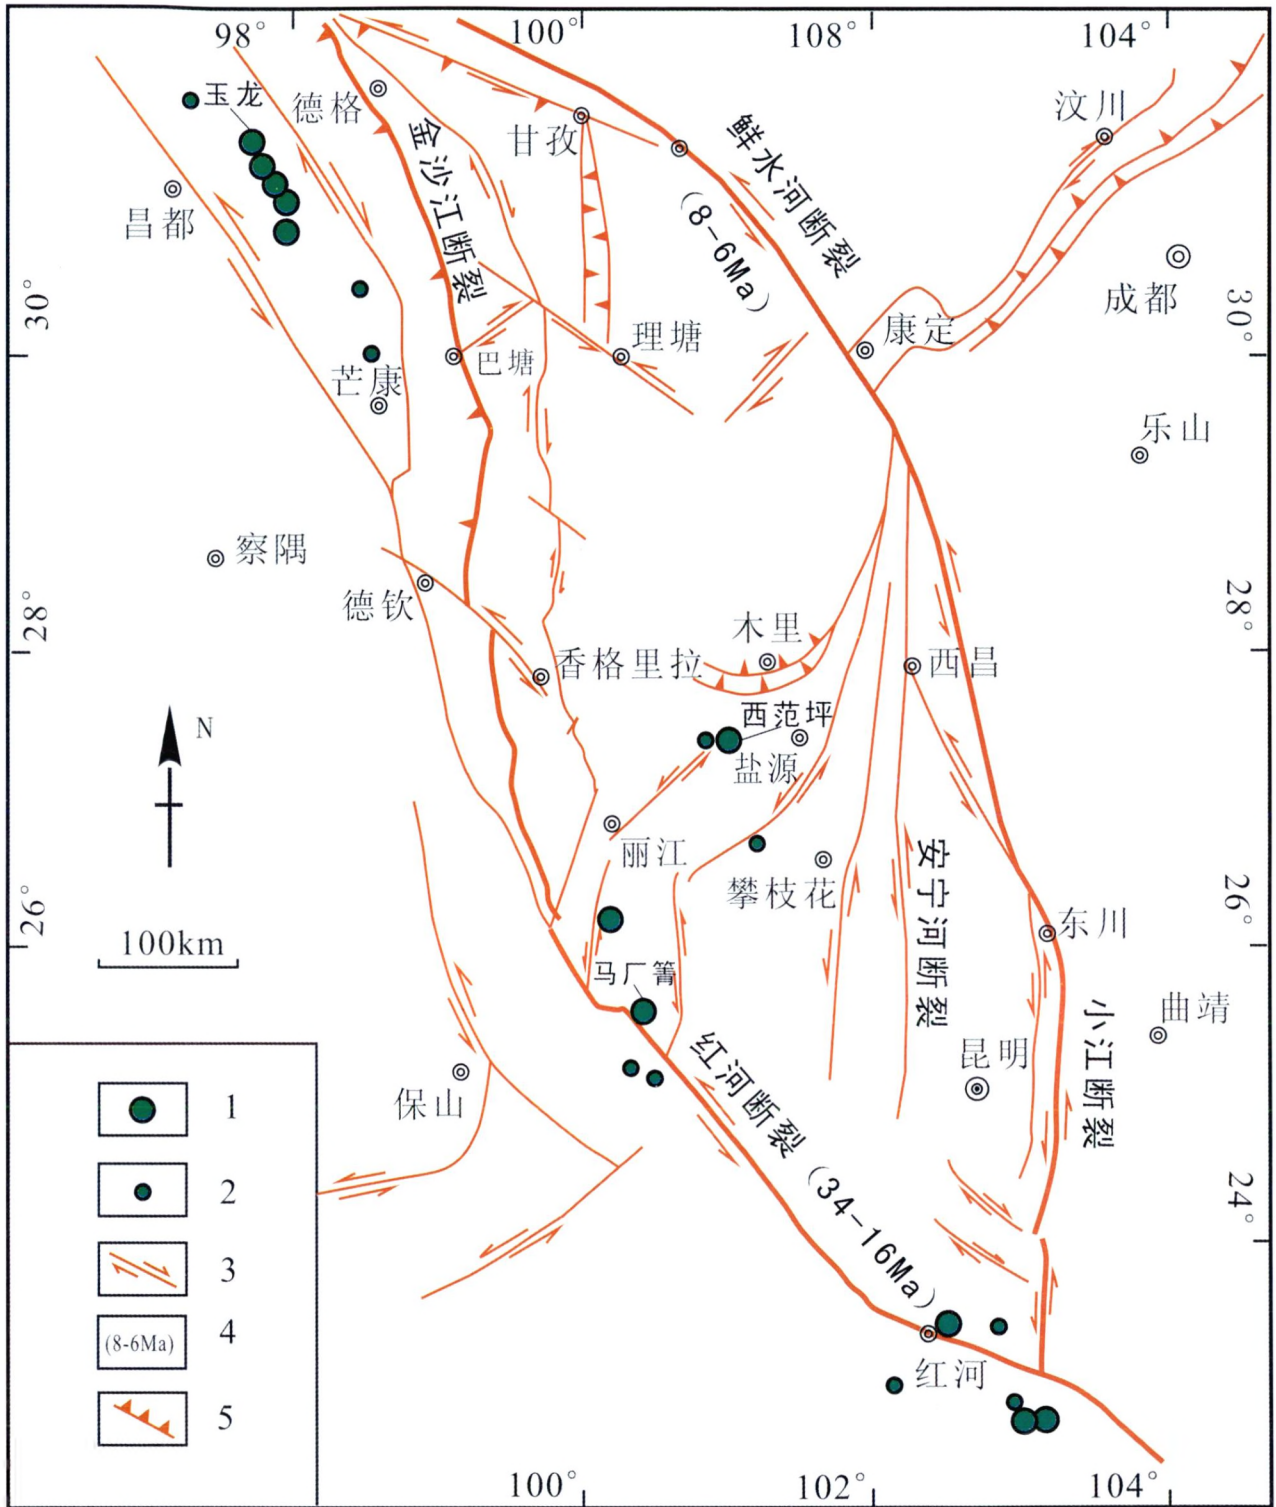 98°
100°
108°
104°
玉龙
德格
甘孜
汶川
昌都
金沙江断裂
鲜水河断裂
(8-6Ma)
成都
30°
30°
康定
理塘
巴塘
芒康
乐山
察隅
德钦
28°
28°
木里
香格里拉
西昌
西范坪
盐源
N
丽江
攀枝花
安宁河断裂
26°
26°
东川
100km
马厂箐
小江断裂
曲靖
昆明
红河断裂
(34-16Ma)
保山
24°
1
2
3
(8-6Ma)
4
5
红河
100°
102°
104°